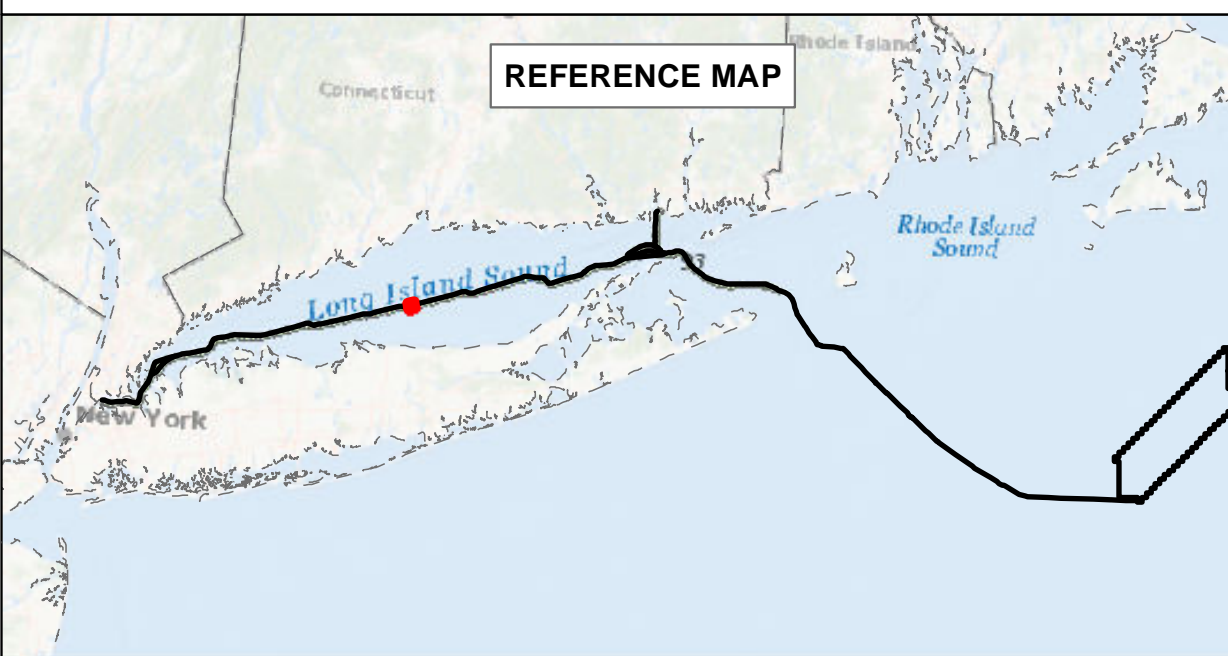 Rhode Island
REFERENCE MAP
Connecticut
Rhode Island
Sound
Long Island Sound
New York